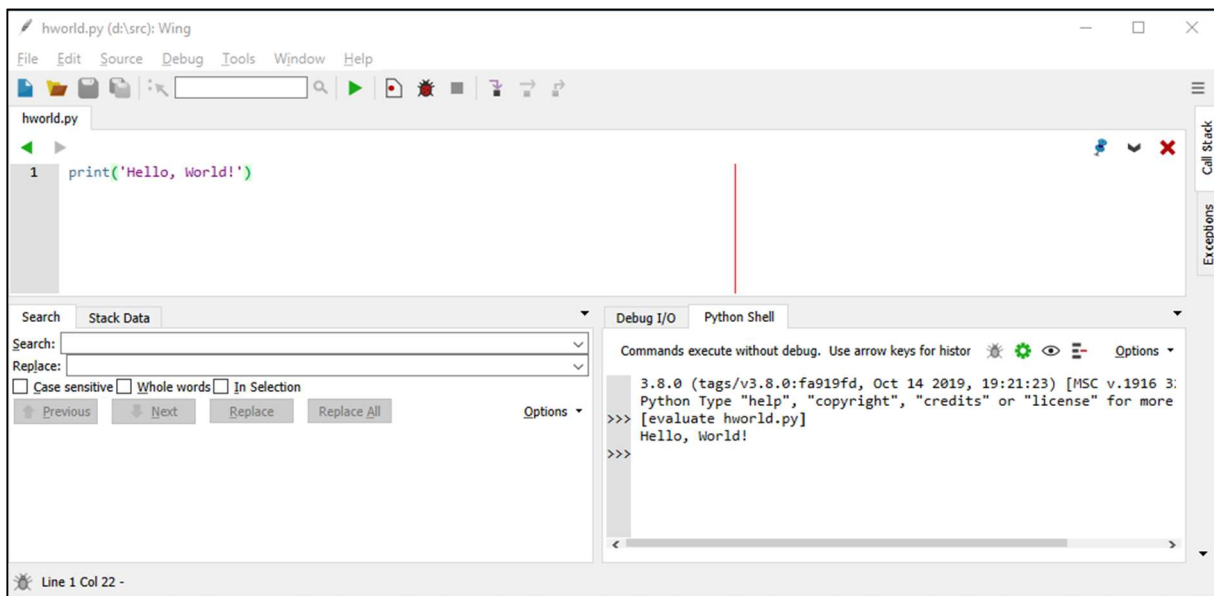 hworld.py (d:\src): Wing
File Edit Source Debug Tools Window Help
hworld.py
1 print('Hello, World!')
Call Stack
Exceptions
Search Stack Data
Search:
Replace:
Case sensitive Whole words In Selection
Previous Next Replace Replace All Options
Debug I/O Python Shell
Commands execute without debug. Use arrow keys for histor Options
3.8.0 (tags/v3.8.0:fa919fd, Oct 14 2019, 19:21:23) [MSC v.1916 3
Python Type "help", "copyright", "credits" or "license" for more
>>> [evaluate hworld.py]
Hello, World!
>>>
Line 1 Col 22 -